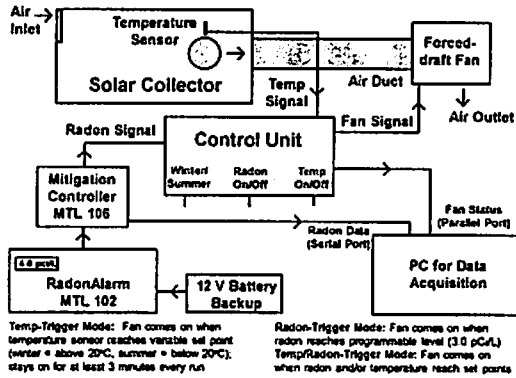 Air
Inlet
Temperature
Sensor
Solar Collector
Forced-
draft Fan
Air Duct
Temp
Signal
Fan Signal
Air Outlet
Radon Signal
Control Unit
Winter/
Summer
Radon
On/Off
Temp
On/Off
Mitigation
Controller
MTL 106
Fan Status
(Parallel Port)
Radon Data
(Serial Port)
RadonAlarm
MTL 102
12 V Battery
Backup
PC for Data
Acquisition
Temp-Trigger Mode: Fan comes on when
temperature sensor reaches variable set point
(winter = above 20°C, summer = below 20°C);
stays on for at least 3 minutes every run
Radon-Trigger Mode: Fan comes on when
radon reaches programmable level (3.0 pCi/L)
Temp/Radon-Trigger Mode: Fan comes on
when radon and/or temperature reach set points